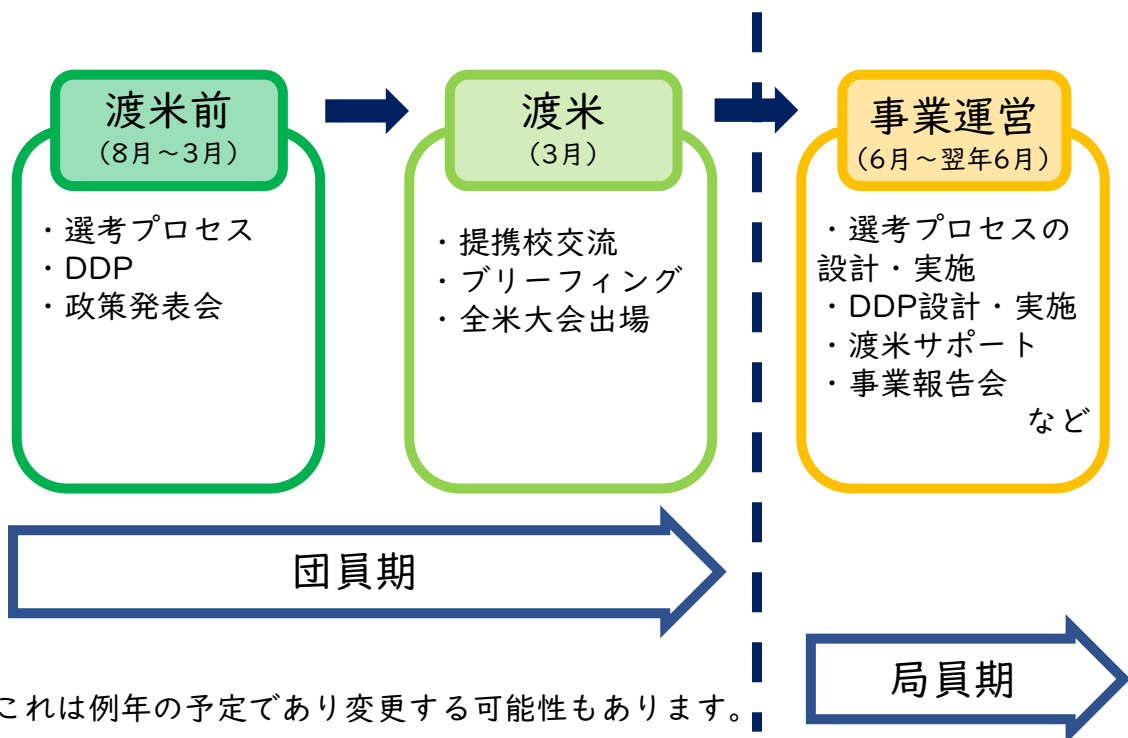 渡米前
(8月～3月)
・選考プロセス
・DDP
・政策発表会
渡米
(3月)
・提携校交流
・ブリーフィング
・全米大会出場
事業運営
(6月～翌年6月)
・選考プロセスの
設計・実施
・DDP設計・実施
・渡米サポート
・事業報告会
など
団員期
局員期
これは例年の予定であり変更する可能性もあります。